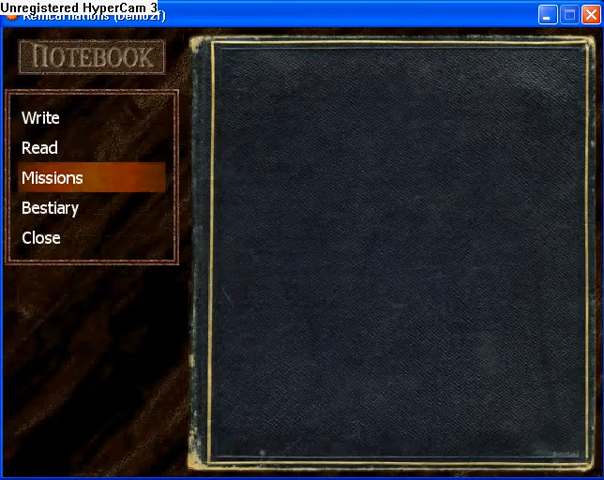 Unregistered HyperCam 3
NOTEBOOK
Write
Read
Missions
Bestiary
Close